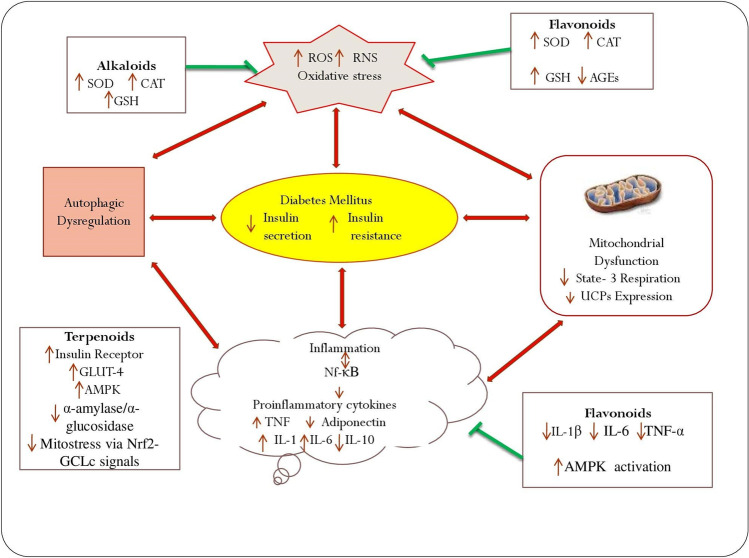 Alkaloids
↑ SOD ↑ CAT
↑GSH
↑ ROS ↑ RNS
Oxidative stress
Flavonoids
↑ SOD ↑ CAT
↑ GSH ↓ AGEs
Autophagic
Dysregulation
Diabetes Mellitus
↓ Insulin ↑ Insulin
secretion resistance
Mitochondrial
Dysfunction
↓ State- 3 Respiration
↓ UCPs Expression
Terpenoids
↑Insulin Receptor
↑GLUT-4
↑AMPK
↓ α-amylase/α-
glucosidase
↓ Mitostress via Nrf2-
GCLc signals
Inflammation
Nf-κB
Proinflammatory cytokines
↑ TNF ↓ Adiponectin
↑ IL-1 ↑IL-6 ↓IL-10
Flavonoids
↓IL-1β ↓ IL-6 ↓TNF-α
↑AMPK activation